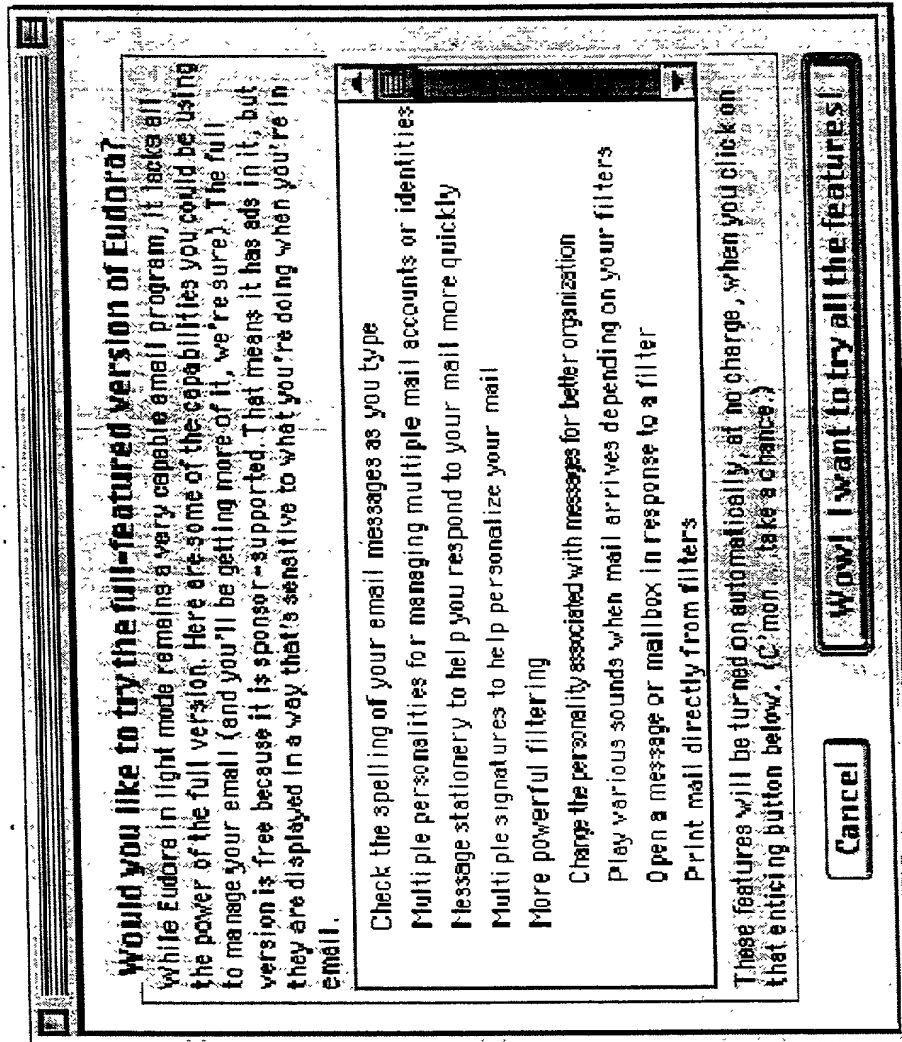 Would you like to try the full-featured version of Eudora?
While Eudora in light mode remains a very capable email program, it lacks all
the power of the full version. Here are some of the capabilities you could be using
to manage your email (and you'll be getting more of it, we're sure). The full
version is free because it is sponsor-supported. That means it has ads in it, but
they are displayed in a way that's sensitive to what you're doing when you're in
email.
Check the spelling of your email messages as you type
Multiple personalities for managing multiple mail accounts or identities
Message stationery to help you respond to your mail more quickly
Multiple signatures to help personalize your mail
More powerful filtering
Change the personality associated with messages for better organization
Play various sounds when mail arrives depending on your filters
Open a message or mailbox in response to a filter
Print mail directly from filters
These features will be turned on automatically, at no charge, when you click on
that enticing button below. (C'mon... take a chance.)
Cancel
Wow! I want to try all the features!